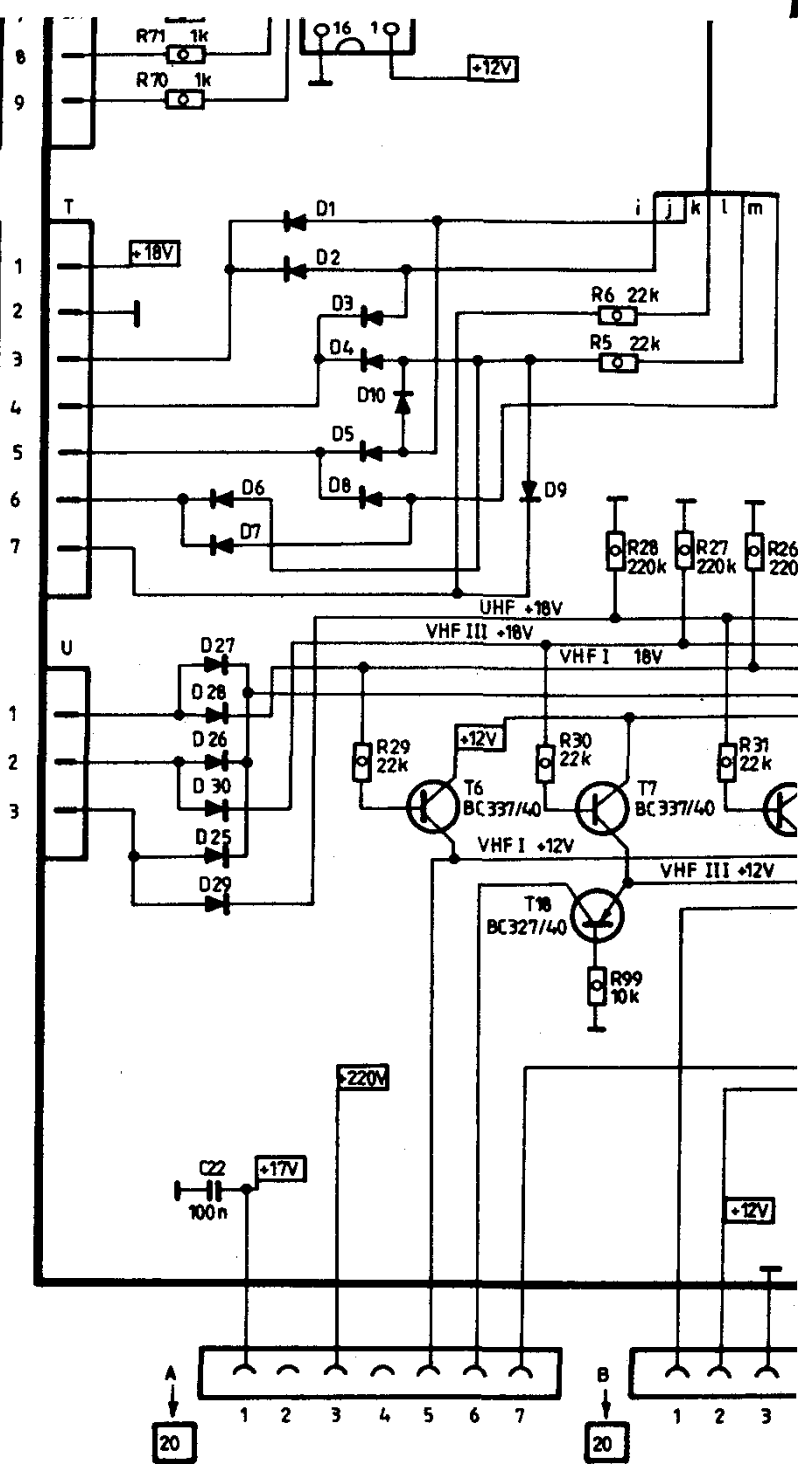 R71 1k
16 1
8
R70 1k
+12V
9
T
D1
i j k l m
+18V
1
D2
R6 22k
2
D3
R5 22k
3
D4
D10
4
D5
5
D6
D8
D9
6
D7
7
R28
220k
R27
220k
R26
220
UHF +18V
VHF III +18V
VHF I 18V
U
D27
D28
1
D26
+12V
R29
22k
R30
22k
R31
22k
2
D30
T6
BC337/40
T7
BC337/40
3
D25
VHF I +12V
VHF III +12V
D29
T18
BC327/40
R99
10k
+220V
C22
100n
+17V
+12V
A
B
1 2 3 4 5 6 7
1 2 3
20
20